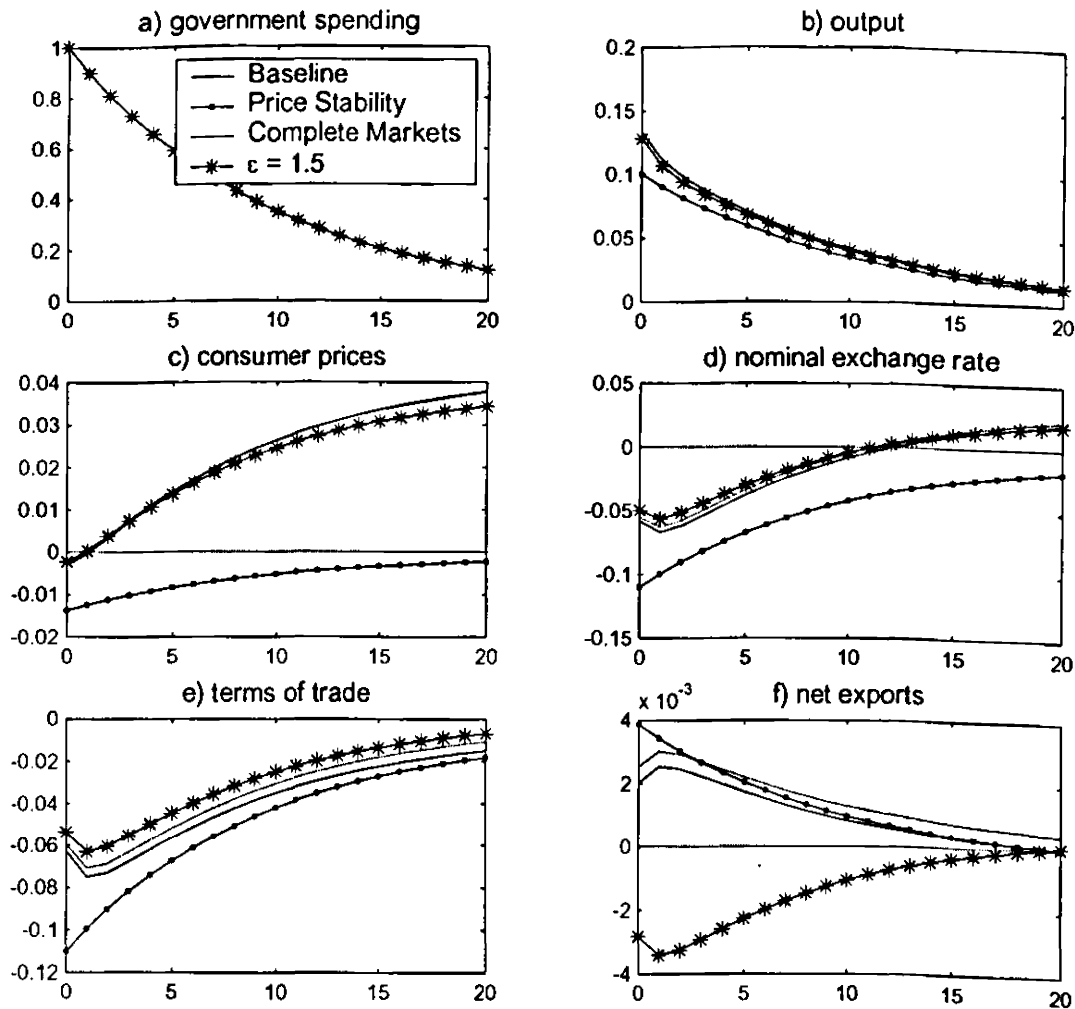 a) government spending
1
0.8
0.6
0.4
0.2
0
0 5 10 15 20
Baseline
Price Stability
Complete Markets
ε = 1.5
b) output
0.2
0.15
0.1
0.05
0
0 5 10 15 20
c) consumer prices
0.04
0.03
0.02
0.01
0
-0.01
-0.02
0 5 10 15 20
d) nominal exchange rate
0.05
0
-0.05
-0.1
-0.15
0 5 10 15 20
e) terms of trade
0
-0.02
-0.04
-0.06
-0.08
-0.1
-0.12
0 5 10 15 20
f) net exports
x 10⁻³
4
2
0
-2
-4
0 5 10 15 20